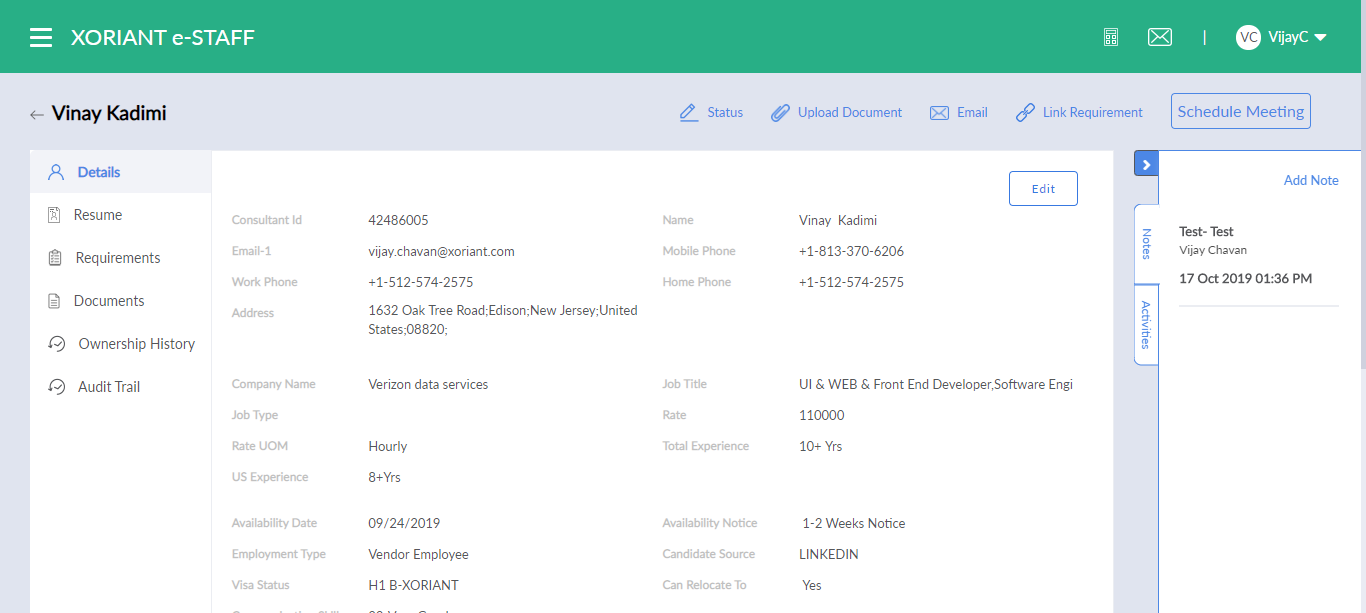 XORIANT e-STAFF
VC VijayC
Vinay Kadimi
Status Upload Document Email Link Requirement Schedule Meeting
Details
Resume
Requirements
Documents
Ownership History
Audit Trail
Edit
Consultant Id 42486005 Name Vinay Kadimi
Email-1 vijay.chavan@xoriant.com Mobile Phone +1-813-370-6206
Work Phone +1-512-574-2575 Home Phone +1-512-574-2575
Address 1632 Oak Tree Road;Edison;New Jersey;United
States;08820;
Company Name Verizon data services Job Title UI & WEB & Front End Developer,Software Engi
Job Type Rate 110000
Rate UOM Hourly Total Experience 10+ Yrs
US Experience 8+Yrs
Availability Date 09/24/2019 Availability Notice 1-2 Weeks Notice
Employment Type Vendor Employee Candidate Source LINKEDIN
Visa Status H1 B-XORIANT Can Relocate To Yes
Notes
Activities
Add Note
Test- Test
Vijay Chavan
17 Oct 2019 01:36 PM